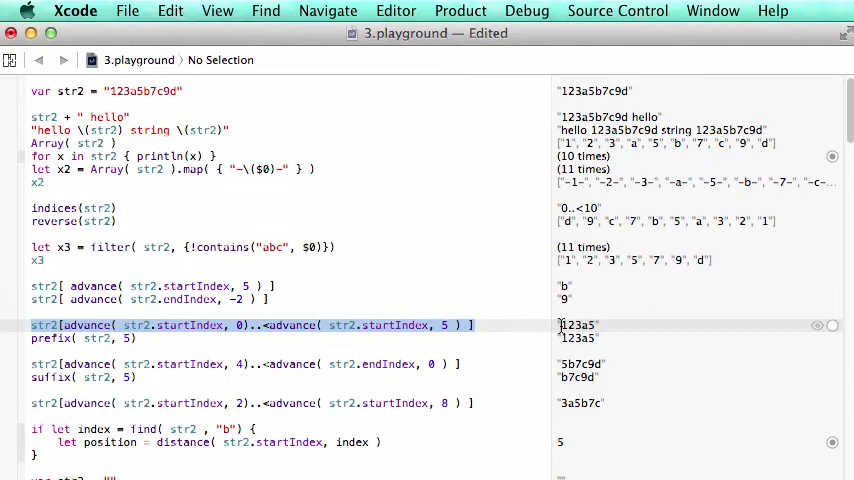 Xcode File Edit View Find Navigate Editor Product Debug Source Control Window Help
3.playground — Edited
3.playground 〉 No Selection
var str2 = "123a5b7c9d" "123a5b7c9d"
str2 + " hello" "123a5b7c9d hello"
"hello \(str2) string \(str2)" "hello 123a5b7c9d string 123a5b7c9d"
Array( str2 ) ["1", "2", "3", "a", "5", "b", "7", "c", "9", "d"]
for x in str2 { println(x) } (10 times)
let x2 = Array( str2 ).map( { "-\($0)-" } ) (11 times)
x2 ["-1-", "-2-", "-3-", "-a-", "-5-", "-b-", "-7-", "-c-...
indices(str2) "0..<10"
reverse(str2) ["d", "9", "c", "7", "b", "5", "a", "3", "2", "1"]
let x3 = filter( str2, {!contains("abc", $0)}) (11 times)
x3 ["1", "2", "3", "5", "7", "9", "d"]
str2[ advance( str2.startIndex, 5 ) ] "b"
str2[ advance( str2.endIndex, -2 ) ] "9"
str2[advance( str2.startIndex, 0)..<advance( str2.startIndex, 5 ) ] "123a5"
prefix( str2, 5) "123a5"
str2[advance( str2.startIndex, 4)..<advance( str2.endIndex, 0 ) ] "5b7c9d"
suffix( str2, 5) "b7c9d"
str2[advance( str2.startIndex, 2)..<advance( str2.startIndex, 8 ) ] "3a5b7c"
if let index = find( str2 , "b") {
let position = distance( str2.startIndex, index ) 5
}
var str2 = "" ""